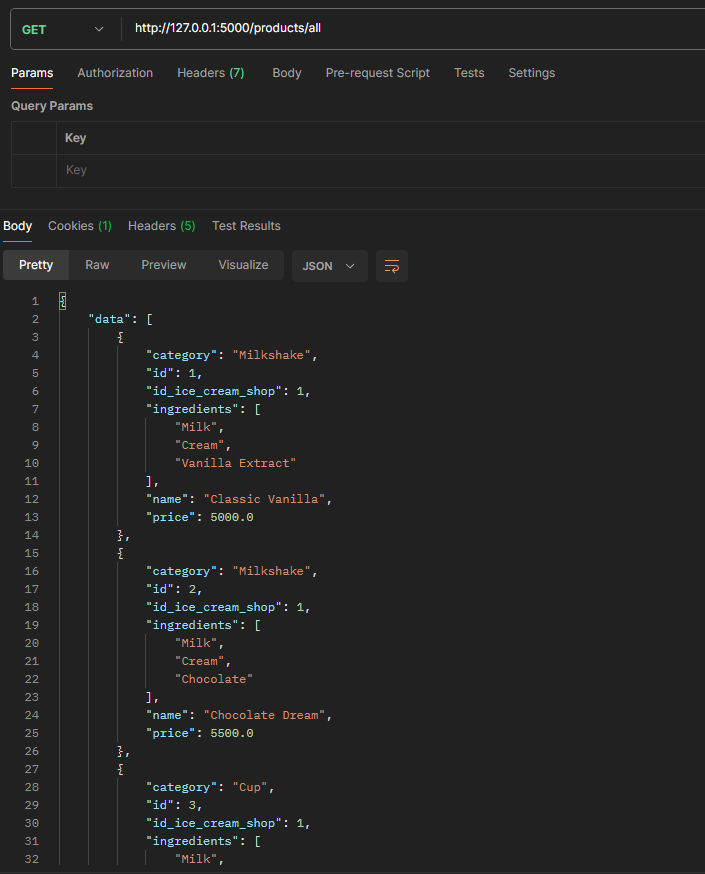 GET http://127.0.0.1:5000/products/all
Params Authorization Headers (7) Body Pre-request Script Tests Settings
Query Params
Key
Key
Body Cookies (1) Headers (5) Test Results
Pretty Raw Preview Visualize JSON
1 {
2 "data": [
3 {
4 "category": "Milkshake",
5 "id": 1,
6 "id_ice_cream_shop": 1,
7 "ingredients": [
8 "Milk",
9 "Cream",
10 "Vanilla Extract"
11 ],
12 "name": "Classic Vanilla",
13 "price": 5000.0
14 },
15 {
16 "category": "Milkshake",
17 "id": 2,
18 "id_ice_cream_shop": 1,
19 "ingredients": [
20 "Milk",
21 "Cream",
22 "Chocolate"
23 ],
24 "name": "Chocolate Dream",
25 "price": 5500.0
26 },
27 {
28 "category": "Cup",
29 "id": 3,
30 "id_ice_cream_shop": 1,
31 "ingredients": [
32 "Milk",